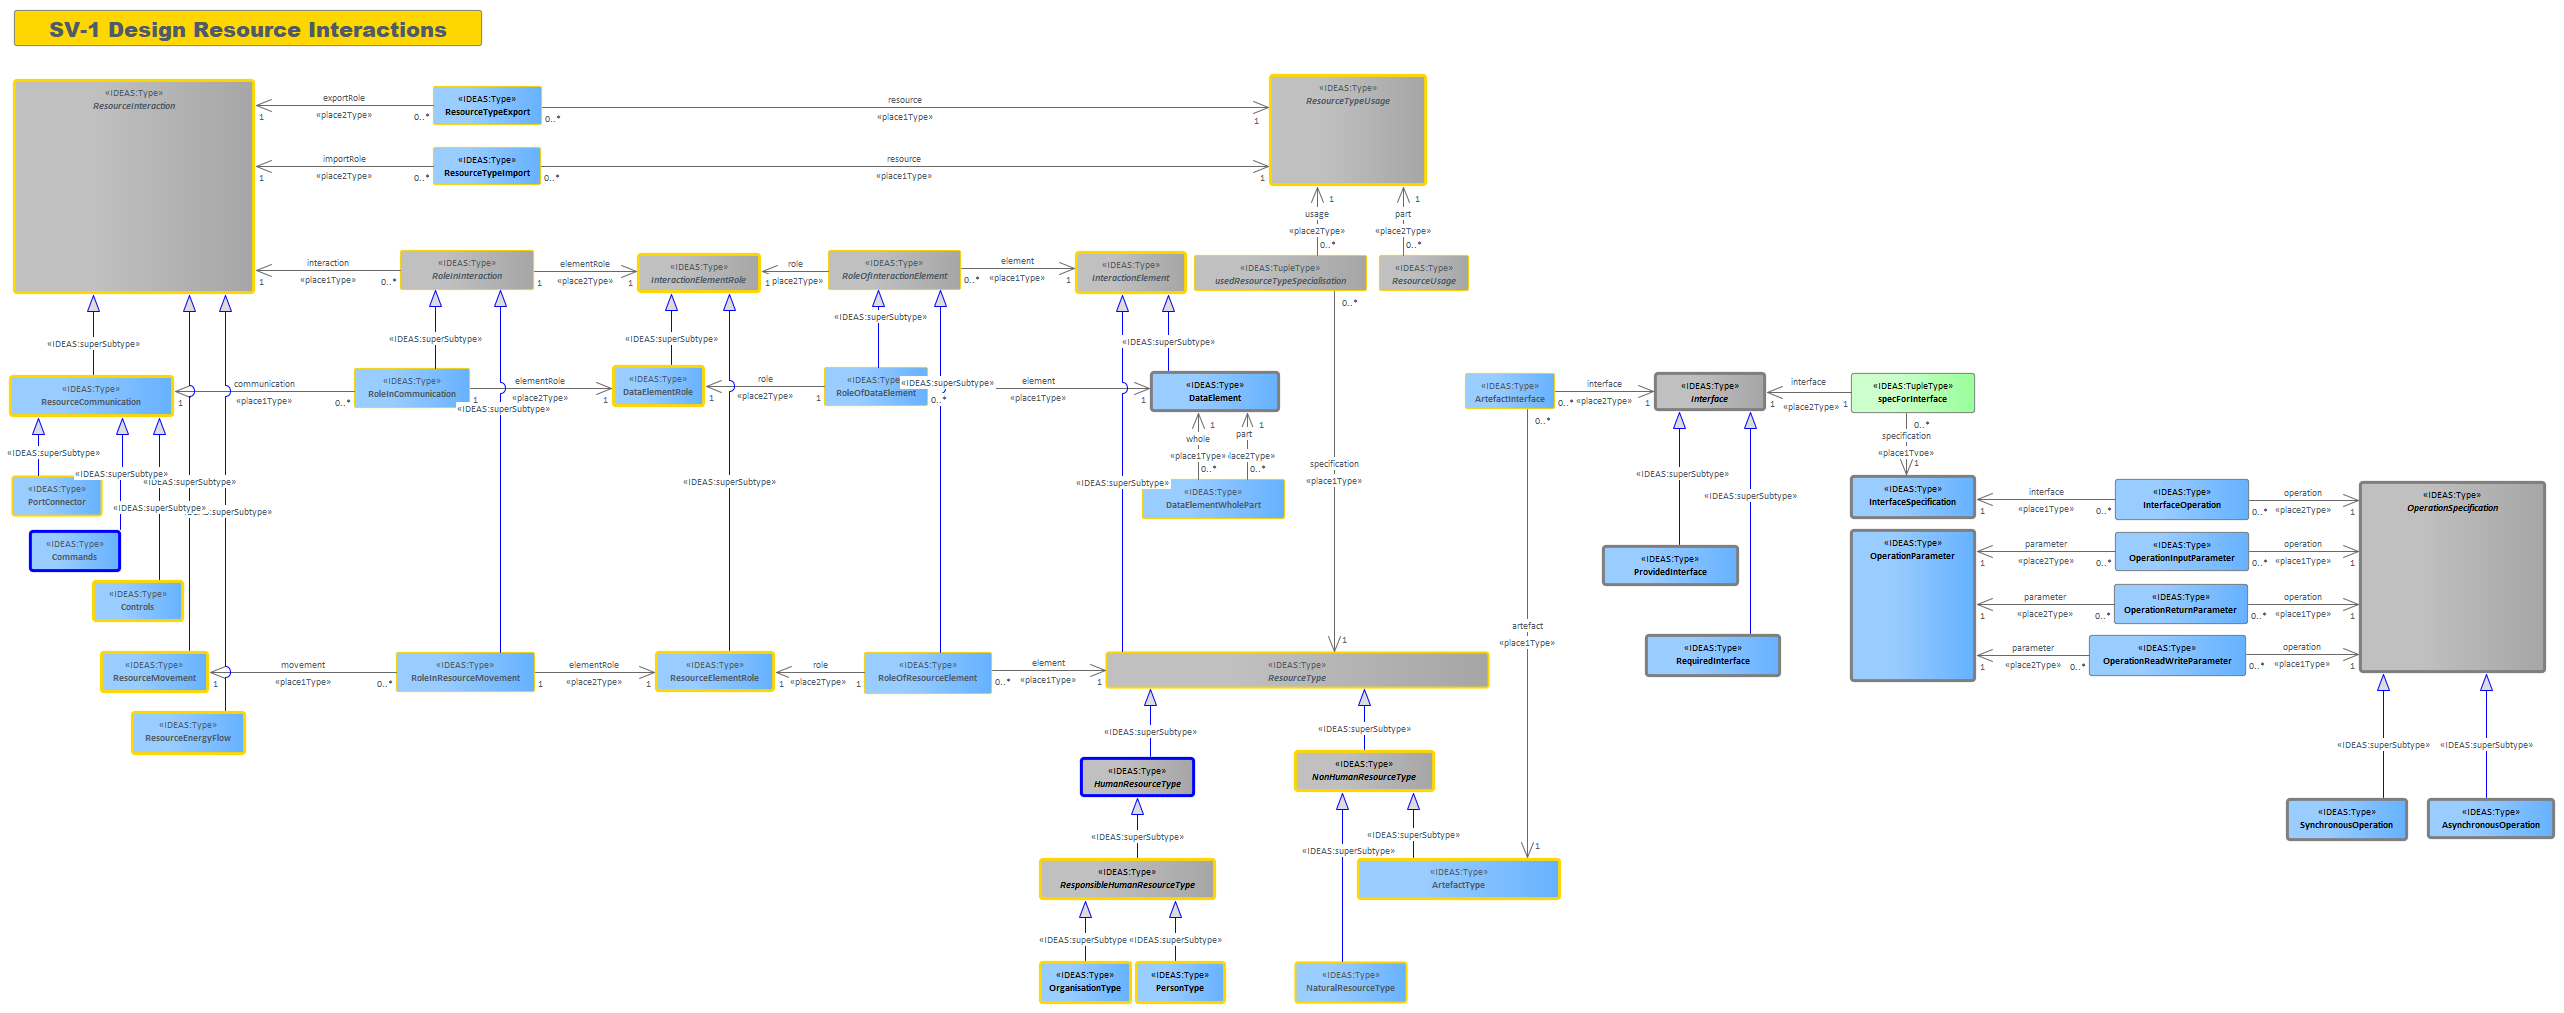 SV-1 Design Resource Interactions
«IDEAS:Type»
ResourceInteraction
exportRole
«place2Type»
1
0..*
«IDEAS:Type»
ResourceTypeExport
0..*
resource
«place1Type»
1
«IDEAS:Type»
ResourceTypeUsage
importRole
«place2Type»
1
0..*
«IDEAS:Type»
ResourceTypeImport
0..*
resource
«place1Type»
1
usage
«place2Type»
1
0..*
part
«place2Type»
1
0..*
interaction
«place1Type»
1
0..*
«IDEAS:Type»
RoleInInteraction
elementRole
«place2Type»
1
1
«IDEAS:Type»
InteractionElementRole
role
1
place2Type»
«IDEAS:Type»
RoleOfInteractionElement
element
0..*
«place1Type»
1
«IDEAS:Type»
InteractionElement
«IDEAS:TupleType»
usedResourceTypeSpecialisation
0..*
«IDEAS:Type»
ResourceUsage
«IDEAS:superSubtype»
«IDEAS:superSubtype»
«IDEAS:superSubtype»
«IDEAS:superSubtype»
«IDEAS:superSubtype»
«IDEAS:Type»
ResourceCommunication
communication
«place1Type»
1
0..*
«IDEAS:Type»
RoleInCommunication
1
elementRole
«place2Type»
1
«IDEAS:superSubtype»
«IDEAS:Type»
DataElementRole
role
«place2Type»
1
1
«IDEAS:Type
RoleOfDataElement
«IDEAS:superSubtype»
0..*
element
«place1Type»
1
«IDEAS:Type»
DataElement
whole
1
«place1Type»
0..*
part
1
lace2Type»
0..*
«IDEAS:Type»
DataElementWholePart
specification
«place1Type»
1
«IDEAS:Type»
ArtefactInterface
interface
0..*
«place2Type»
1
0..*
«IDEAS:Type»
Interface
interface
1
«place2Type»
1
«IDEAS:TupleType»
specForInterface
0..*
specification
«place1Type»
1
«IDEAS:superSubtype»
«IDEAS:superSubtype»
«IDEAS:superSubtype»
«IDEAS:superSubtype»
«IDEAS:superSubtype»
«IDEAS:superSubtype»
«IDEAS:superSubtype»
«IDEAS:superSubtype»
«IDEAS:Type»
PortConnector
«IDEAS:Type»
Commands
«IDEAS:Type»
Controls
«IDEAS:superSubtype»
«IDEAS:Type»
ProvidedInterface
«IDEAS:Type»
RequiredInterface
«IDEAS:Type»
InterfaceSpecification
interface
«place1Type»
1
0..*
«IDEAS:Type»
InterfaceOperation
operation
0..*
«place2Type»
1
«IDEAS:Type»
OperationSpecification
«IDEAS:Type»
OperationParameter
parameter
«place2Type»
1
0..*
«IDEAS:Type»
OperationInputParameter
operation
0..*
«place1Type»
1
parameter
«place2Type»
1
0..*
«IDEAS:Type»
OperationReturnParameter
operation
0..*
«place1Type»
1
parameter
«place2Type»
1
0..*
«IDEAS:Type»
OperationReadWriteParameter
operation
0..*
«place1Type»
1
artefact
«place1Type»
1
«IDEAS:Type»
ResourceMovement
movement
«place1Type»
1
0..*
«IDEAS:Type»
RoleInResourceMovement
elementRole
«place2Type»
1
1
«IDEAS:Type»
ResourceElementRole
role
«place2Type»
1
1
«IDEAS:Type»
RoleOfResourceElement
element
0..*
«place1Type»
1
«IDEAS:Type»
ResourceType
«IDEAS:Type»
ResourceEnergyFlow
«IDEAS:superSubtype»
«IDEAS:superSubtype»
«IDEAS:superSubtype»
«IDEAS:superSubtype»
«IDEAS:Type»
HumanResourceType
«IDEAS:Type»
NonHumanResourceType
«IDEAS:superSubtype»
«IDEAS:superSubtype»
«IDEAS:superSubtype»
«IDEAS:Type»
SynchronousOperation
«IDEAS:Type»
AsynchronousOperation
«IDEAS:Type»
ResponsibleHumanResourceType
«IDEAS:Type»
ArtefactType
«IDEAS:superSubtype
«IDEAS:superSubtype»
«IDEAS:Type»
OrganisationType
«IDEAS:Type»
PersonType
«IDEAS:Type»
NaturalResourceType